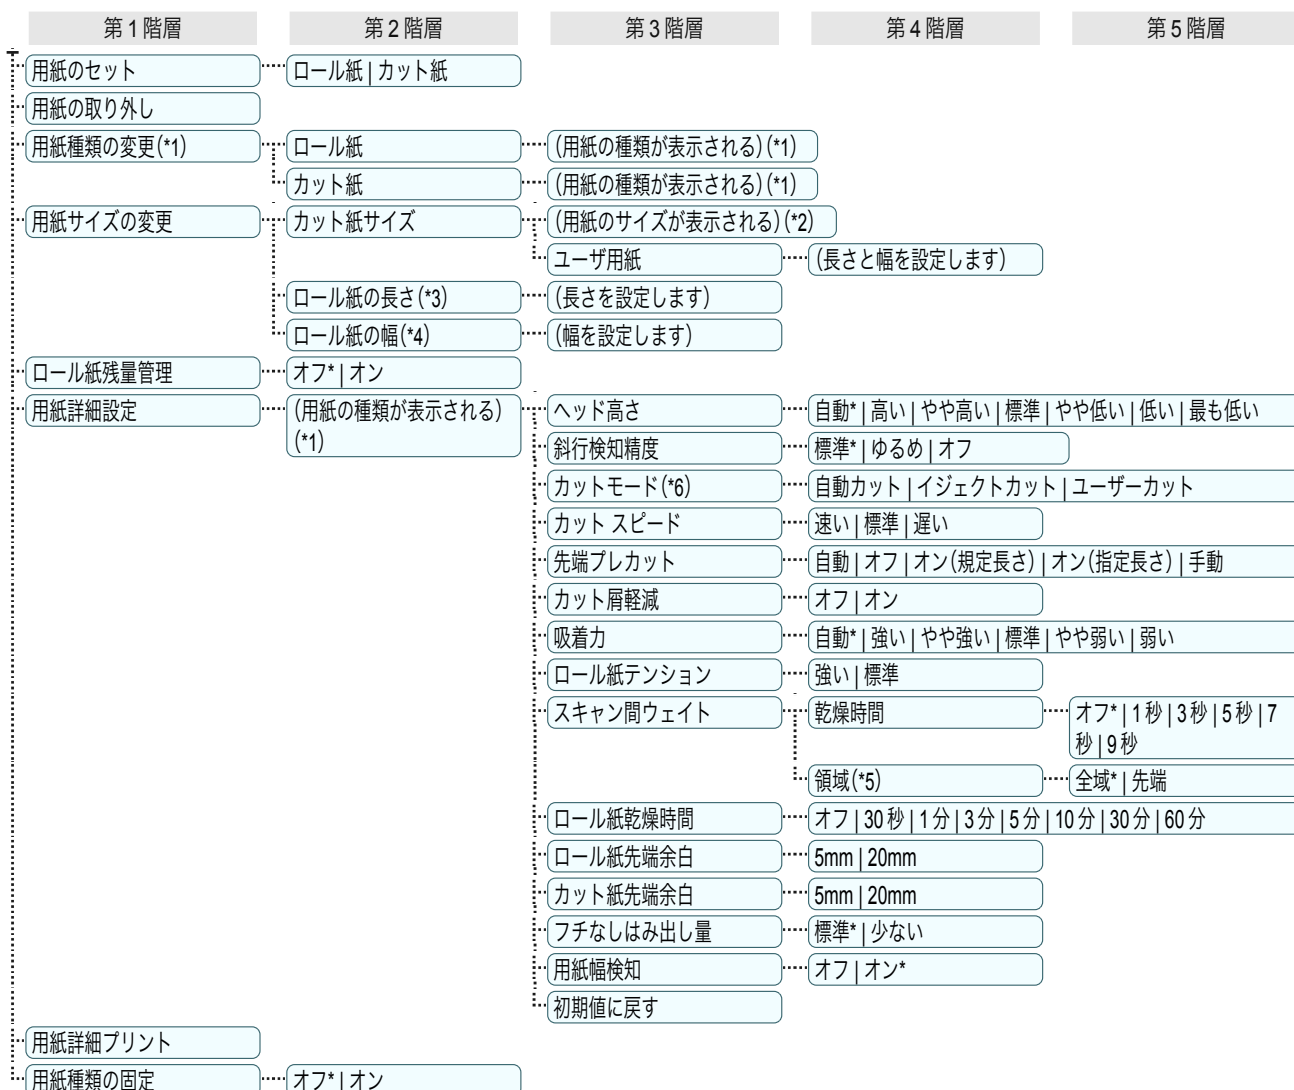 第 1 階層 第 2 階層 第 3 階層 第 4 階層 第 5 階層
用紙のセット ロール紙 | カット紙
用紙の取り外し
用紙種類の変更(*1) ロール紙 (用紙の種類が表示される)(*1)
カット紙 (用紙の種類が表示される)(*1)
用紙サイズの変更 カット紙サイズ (用紙のサイズが表示される)(*2)
ユーザ用紙 (長さと幅を設定します)
ロール紙の長さ(*3) (長さを設定します)
ロール紙の幅(*4) (幅を設定します)
ロール紙残量管理 オフ* | オン
用紙詳細設定 (用紙の種類が表示される) ヘッド高さ 自動* | 高い | やや高い | 標準 | やや低い | 低い | 最も低い
(*1)
斜行検知精度 標準* | ゆるめ | オフ
カットモード(*6) 自動カット | イジェクトカット | ユーザーカット
カット スピード 速い | 標準 | 遅い
先端プレカット 自動 | オフ | オン(規定長さ) | オン(指定長さ) | 手動
カット屑軽減 オフ | オン
吸着力 自動* | 強い | やや強い | 標準 | やや弱い | 弱い
ロール紙テンション 強い | 標準
スキャン間ウェイト 乾燥時間 オフ* | 1 秒 | 3 秒 | 5 秒 | 7
秒 | 9 秒
領域(*5) 全域* | 先端
ロール紙乾燥時間 オフ | 30 秒 | 1 分 | 3 分 | 5 分 | 10 分 | 30 分 | 60 分
ロール紙先端余白 5mm | 20mm
カット紙先端余白 5mm | 20mm
フチなしはみ出し量 標準* | 少ない
用紙幅検知 オフ | オン*
初期値に戻す
用紙詳細プリント
用紙種類の固定 オフ* | オン